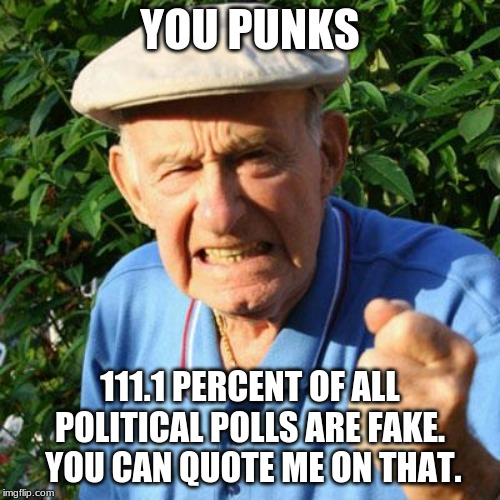 YOU PUNKS
111.1 PERCENT OF ALL
POLITICAL POLLS ARE FAKE.
YOU CAN QUOTE ME ON THAT.
imgflip.com